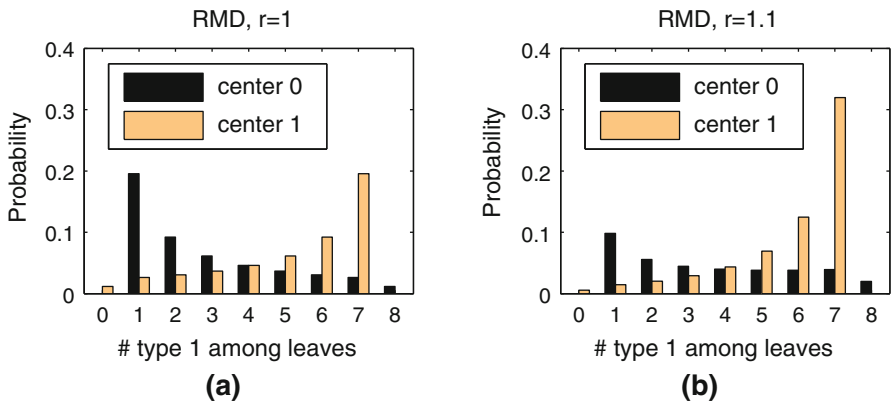 RMD, r=1
0.4
0.3
0.2
0.1
0
Probability
center 0
center 1
0 1 2 3 4 5 6 7 8
# type 1 among leaves
(a)
RMD, r=1.1
0.4
0.3
0.2
0.1
0
Probability
center 0
center 1
0 1 2 3 4 5 6 7 8
# type 1 among leaves
(b)